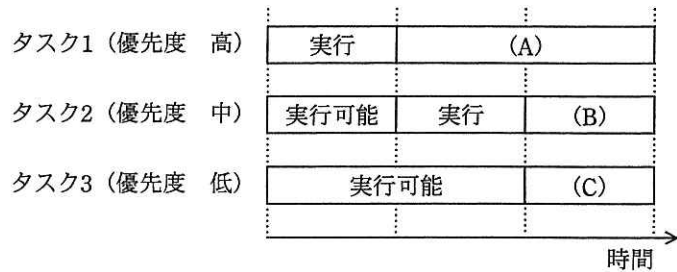 タスク1（優先度　高） 実行 (A)
タスク2（優先度　中） 実行可能 実行 (B)
タスク3（優先度　低） 実行可能 (C)
時間